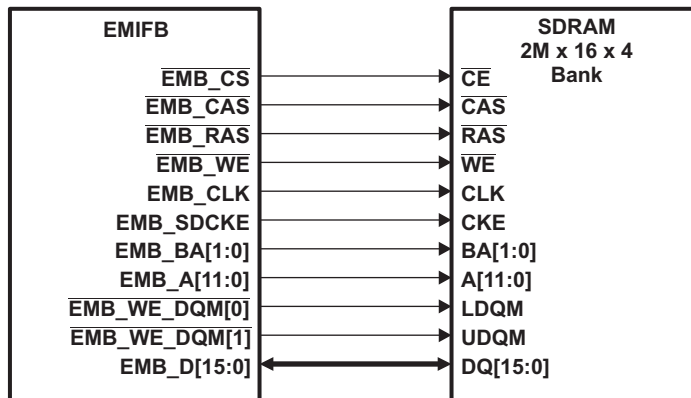 EMIFB
EMB_CS
EMB_CAS
EMB_RAS
EMB_WE
EMB_CLK
EMB_SDCKE
EMB_BA[1:0]
EMB_A[11:0]
EMB_WE_DQM[0]
EMB_WE_DQM[1]
EMB_D[15:0]
SDRAM
2M x 16 x 4
Bank
CE
CAS
RAS
WE
CLK
CKE
BA[1:0]
A[11:0]
LDQM
UDQM
DQ[15:0]